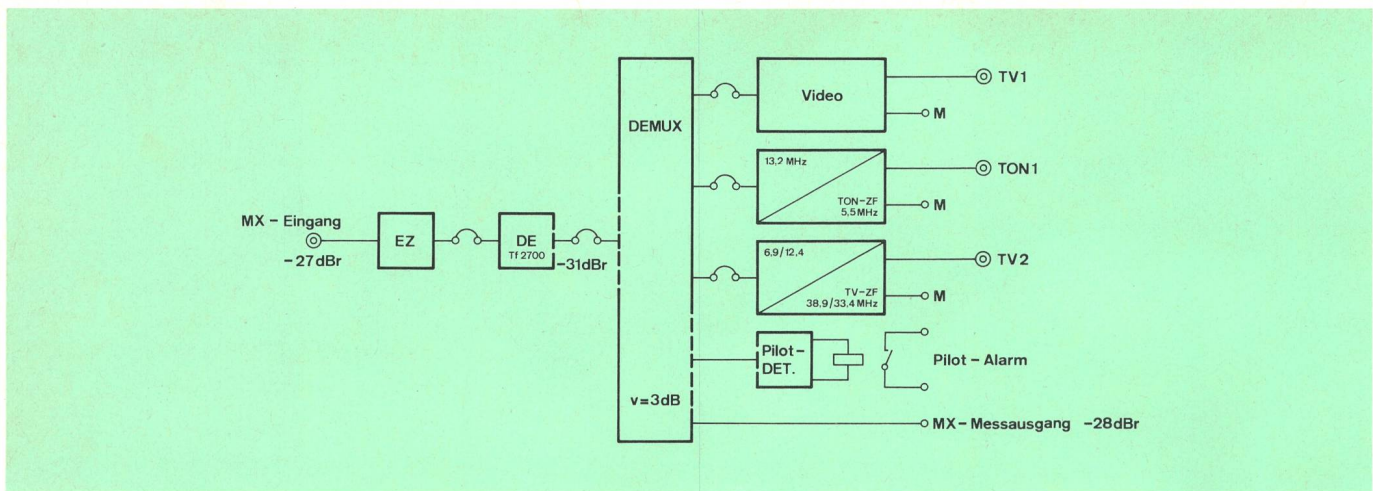 MX – Eingang
–27dBr
EZ
DE
Tf 2700
–31dBr
DEMUX
v=3dB
Video
TV1
M
13,2 MHz
TON-ZF
5,5MHz
TON1
M
6,9/12,4
TV-ZF
38,9/33,4 MHz
TV2
M
Pilot–
DET.
Pilot – Alarm
MX – Messausgang –28dBr